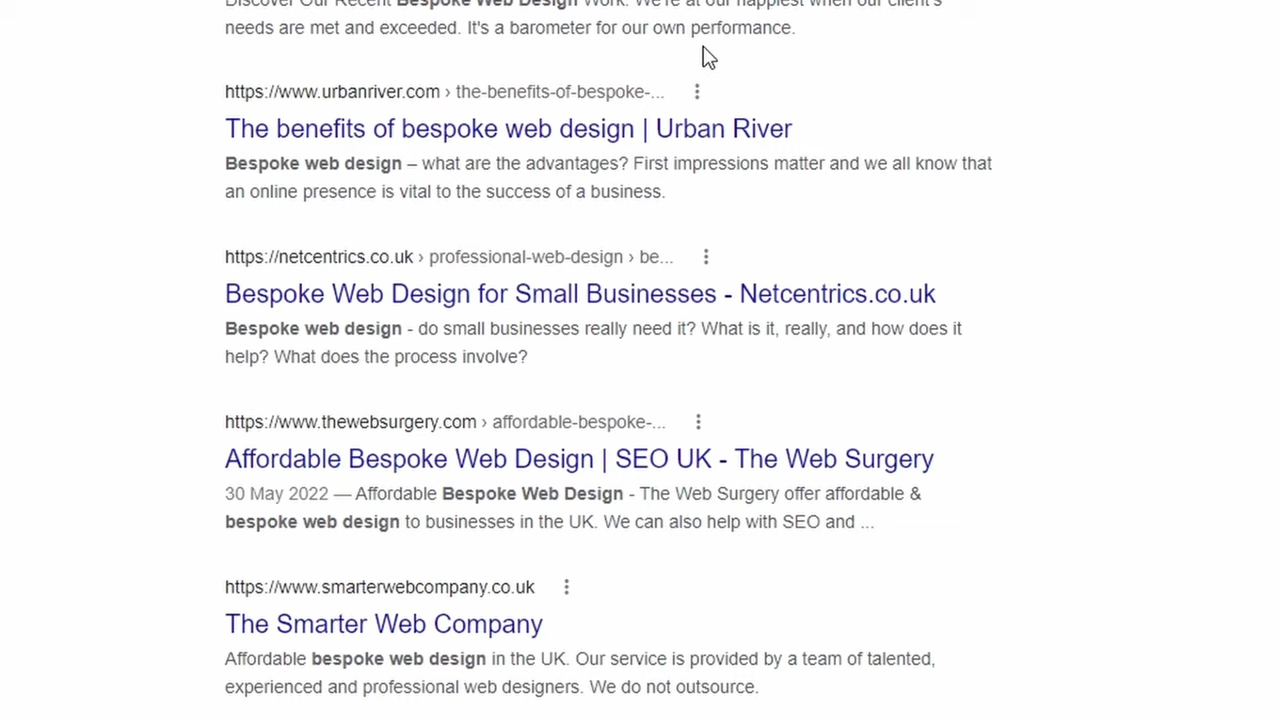 Discover Our Recent Bespoke Web Design Work. We're at our happiest when our client's
needs are met and exceeded. It's a barometer for our own performance.
https://www.urbanriver.com › the-benefits-of-bespoke-...
The benefits of bespoke web design | Urban River
Bespoke web design – what are the advantages? First impressions matter and we all know that
an online presence is vital to the success of a business.
https://netcentrics.co.uk › professional-web-design › be...
Bespoke Web Design for Small Businesses - Netcentrics.co.uk
Bespoke web design - do small businesses really need it? What is it, really, and how does it
help? What does the process involve?
https://www.thewebsurgery.com › affordable-bespoke-...
Affordable Bespoke Web Design | SEO UK - The Web Surgery
30 May 2022 — Affordable Bespoke Web Design - The Web Surgery offer affordable &
bespoke web design to businesses in the UK. We can also help with SEO and ...
https://www.smarterwebcompany.co.uk
The Smarter Web Company
Affordable bespoke web design in the UK. Our service is provided by a team of talented,
experienced and professional web designers. We do not outsource.